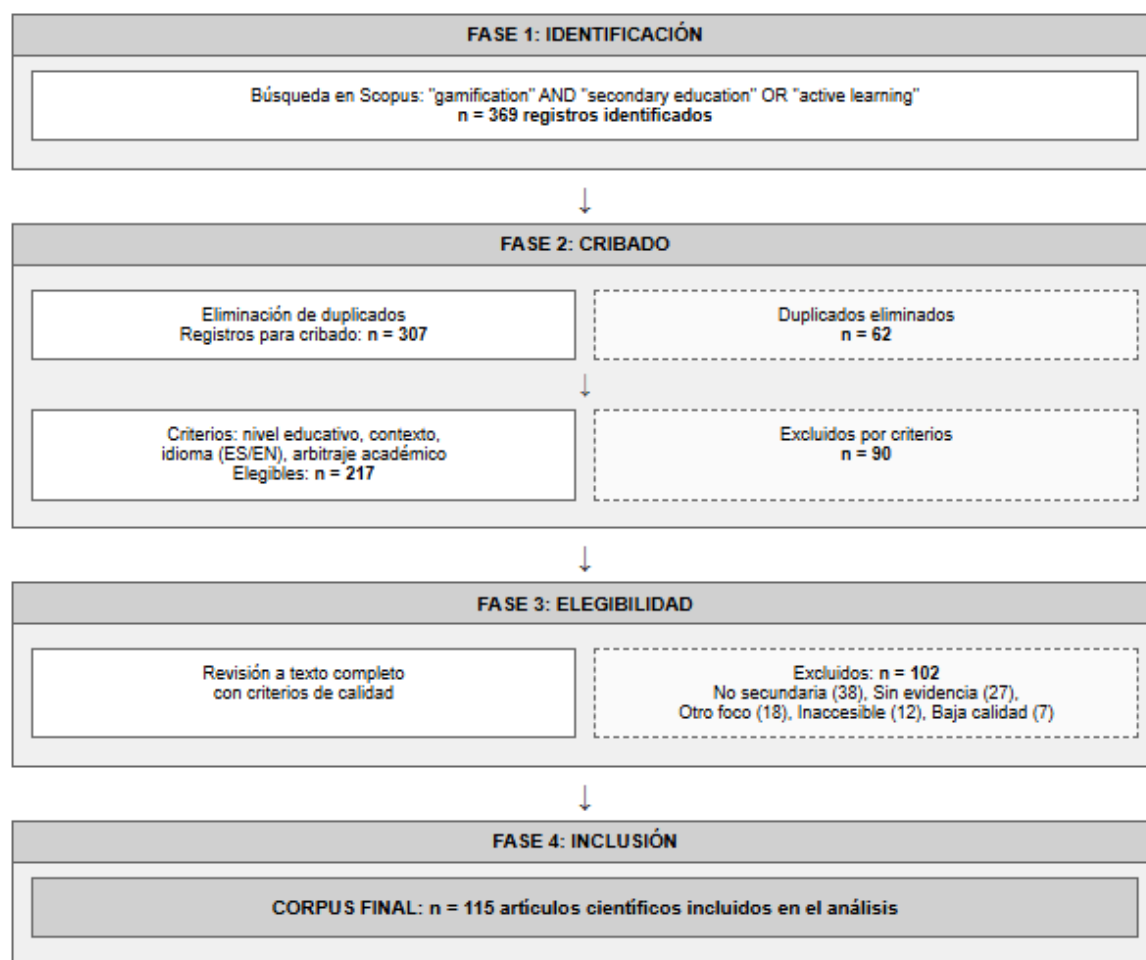 FASE 1: IDENTIFICACIÓN
Búsqueda en Scopus: "gamification" AND "secondary education" OR "active learning"
n = 369 registros identificados
↓
FASE 2: CRIBADO
Eliminación de duplicados
Registros para cribado: n = 307
Duplicados eliminados
n = 62
↓
Criterios: nivel educativo, contexto,
idioma (ES/EN), arbitraje académico
Elegibles: n = 217
Excluidos por criterios
n = 90
↓
FASE 3: ELEGIBILIDAD
Revisión a texto completo
con criterios de calidad
Excluidos: n = 102
No secundaria (38), Sin evidencia (27),
Otro foco (18), Inaccesible (12), Baja calidad (7)
↓
FASE 4: INCLUSIÓN
CORPUS FINAL: n = 115 artículos científicos incluidos en el análisis